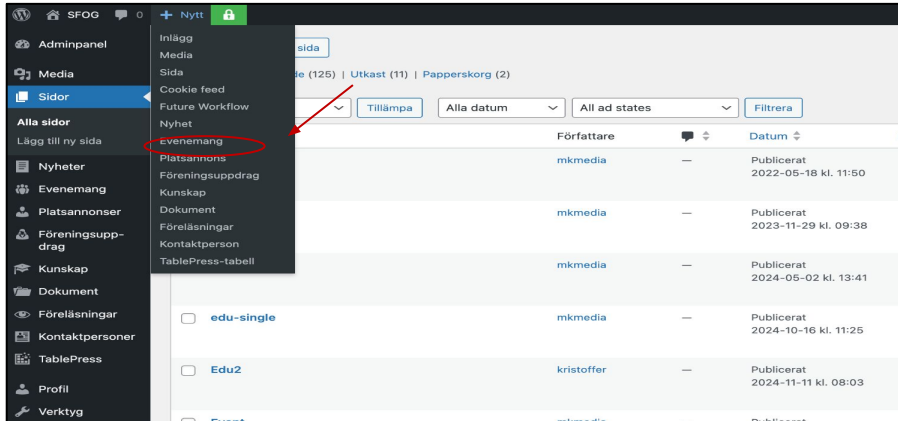 SFOG 0 + Nytt
Adminpanel
Media
Sidor
Alla sidor
Lägg till ny sida
Nyheter
Evenemang
Platsannonser
Föreningsupp-
drag
Kunskap
Dokument
Föreläsningar
Kontaktpersoner
TablePress
Profil
Verktyg
Inlägg
Media
Sida
Cookie feed
Future Workflow
Nyhet
Evenemang
Platsannons
Föreningsuppdrag
Kunskap
Dokument
Föreläsningar
Kontaktperson
TablePress-tabell
sida
(125) | Utkast (11) | Papperskorg (2)
Tillämpa Alla datum All ad states Filtrera
Författare Datum
mkmedia — Publicerat
2022-05-18 kl. 11:50
mkmedia — Publicerat
2023-11-29 kl. 09:38
mkmedia — Publicerat
2024-05-02 kl. 13:41
edu-single mkmedia — Publicerat
2024-10-16 kl. 11:25
Edu2 kristoffer — Publicerat
2024-11-11 kl. 08:03